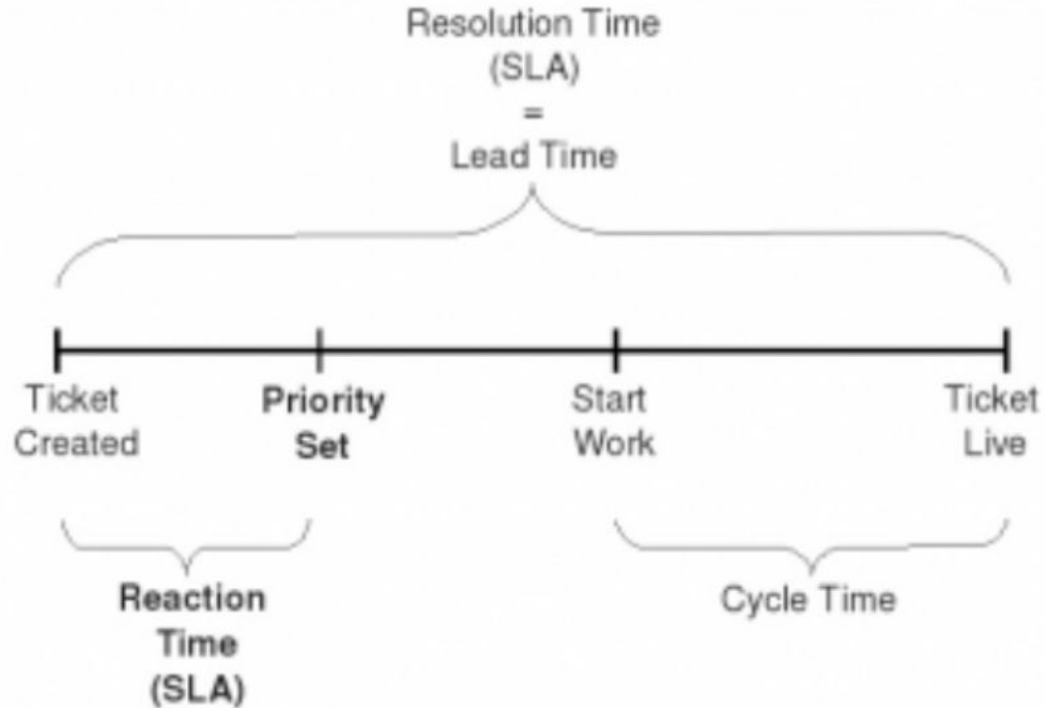 Resolution Time
(SLA)
=
Lead Time
Ticket
Created
Priority
Set
Start
Work
Ticket
Live
Reaction
Time
(SLA)
Cycle Time